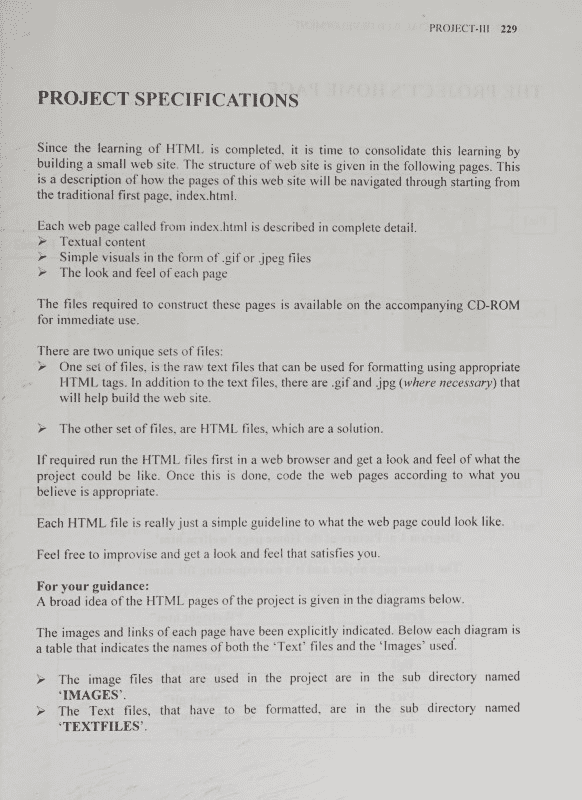 PROJECT-III 229
PROJECT SPECIFICATIONS
Since the learning of HTML is completed, it is time to consolidate this learning by
building a small web site. The structure of web site is given in the following pages. This
is a description of how the pages of this web site will be navigated through starting from
the traditional first page, index.html.
Each web page called from index.html is described in complete detail.
➢ Textual content
➢ Simple visuals in the form of .gif or .jpeg files
➢ The look and feel of each page
The files required to construct these pages is available on the accompanying CD-ROM
for immediate use.
There are two unique sets of files:
➢ One set of files, is the raw text files that can be used for formatting using appropriate
HTML tags. In addition to the text files, there are .gif and .jpg (where necessary) that
will help build the web site.
➢ The other set of files, are HTML files, which are a solution.
If required run the HTML files first in a web browser and get a look and feel of what the
project could be like. Once this is done, code the web pages according to what you
believe is appropriate.
Each HTML file is really just a simple guideline to what the web page could look like.
Feel free to improvise and get a look and feel that satisfies you.
For your guidance:
A broad idea of the HTML pages of the project is given in the diagrams below.
The images and links of each page have been explicitly indicated. Below each diagram is
a table that indicates the names of both the 'Text' files and the 'Images' used.
➢ The image files that are used in the project are in the sub directory named
'IMAGES'.
➢ The Text files, that have to be formatted, are in the sub directory named
'TEXTFILES'.